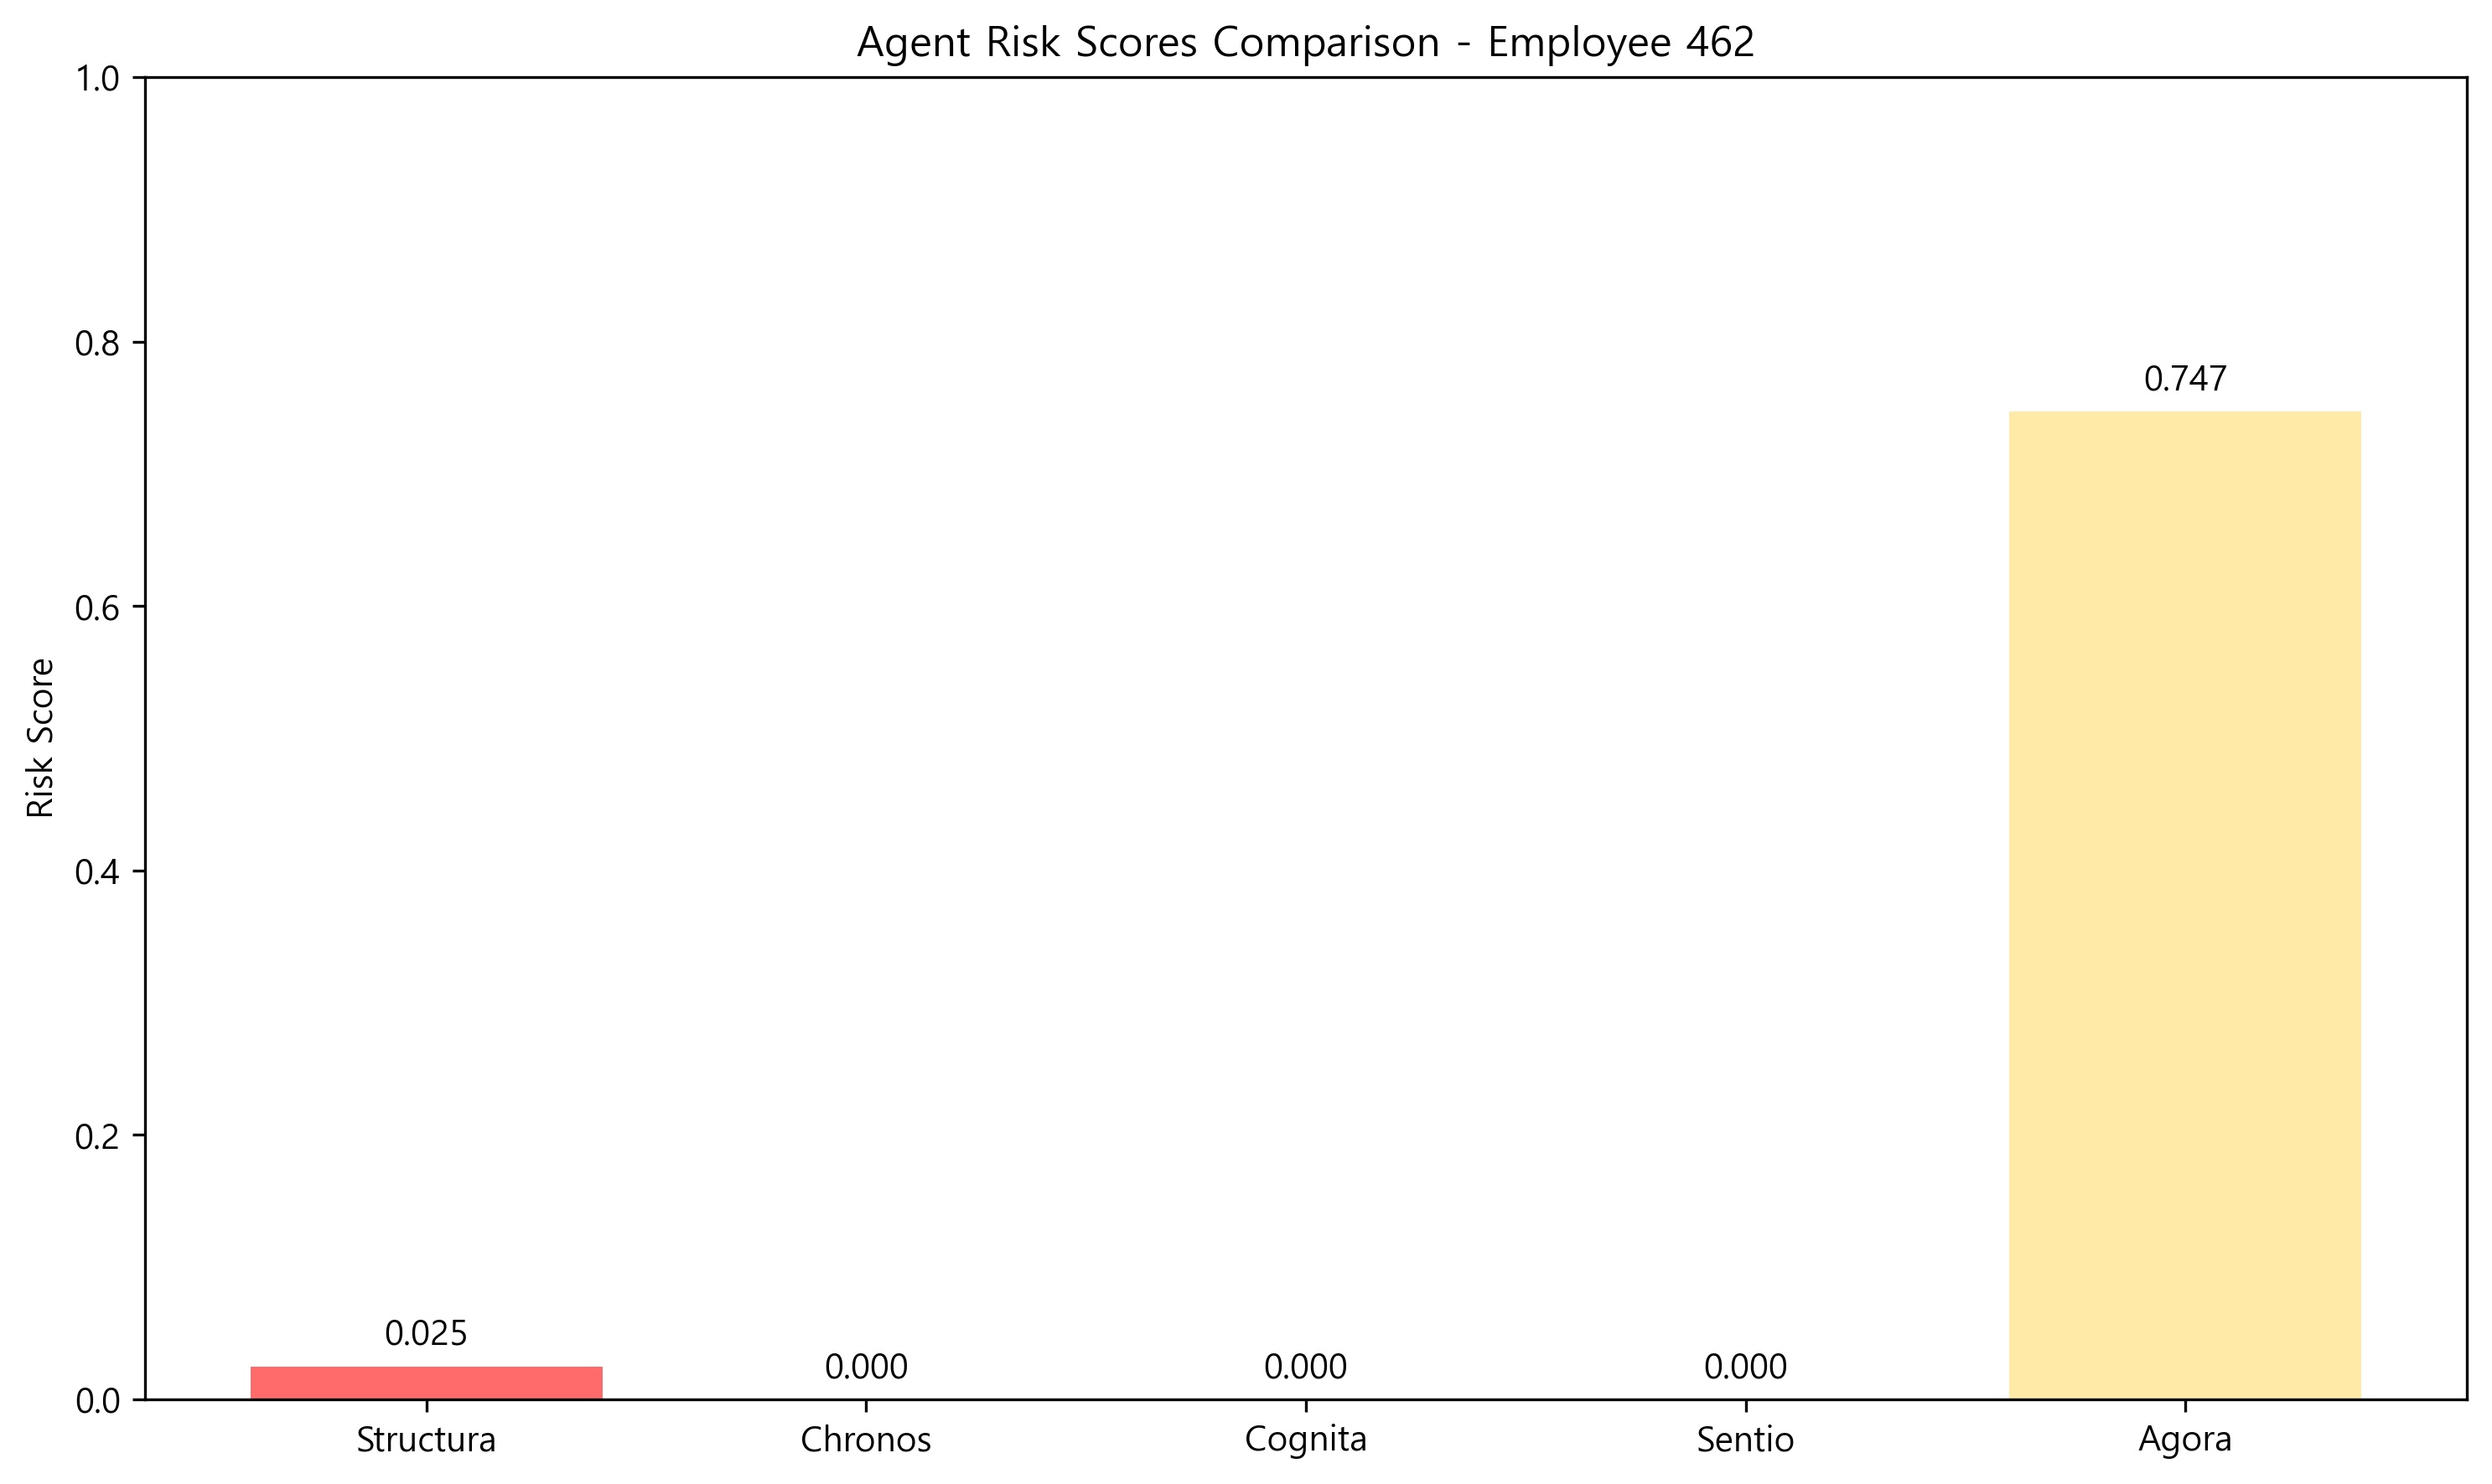 Agent Risk Scores Comparison - Employee 462
Risk Score
1.0
0.8
0.6
0.4
0.2
0.0
0.025
0.000
0.000
0.000
0.747
Structura
Chronos
Cognita
Sentio
Agora